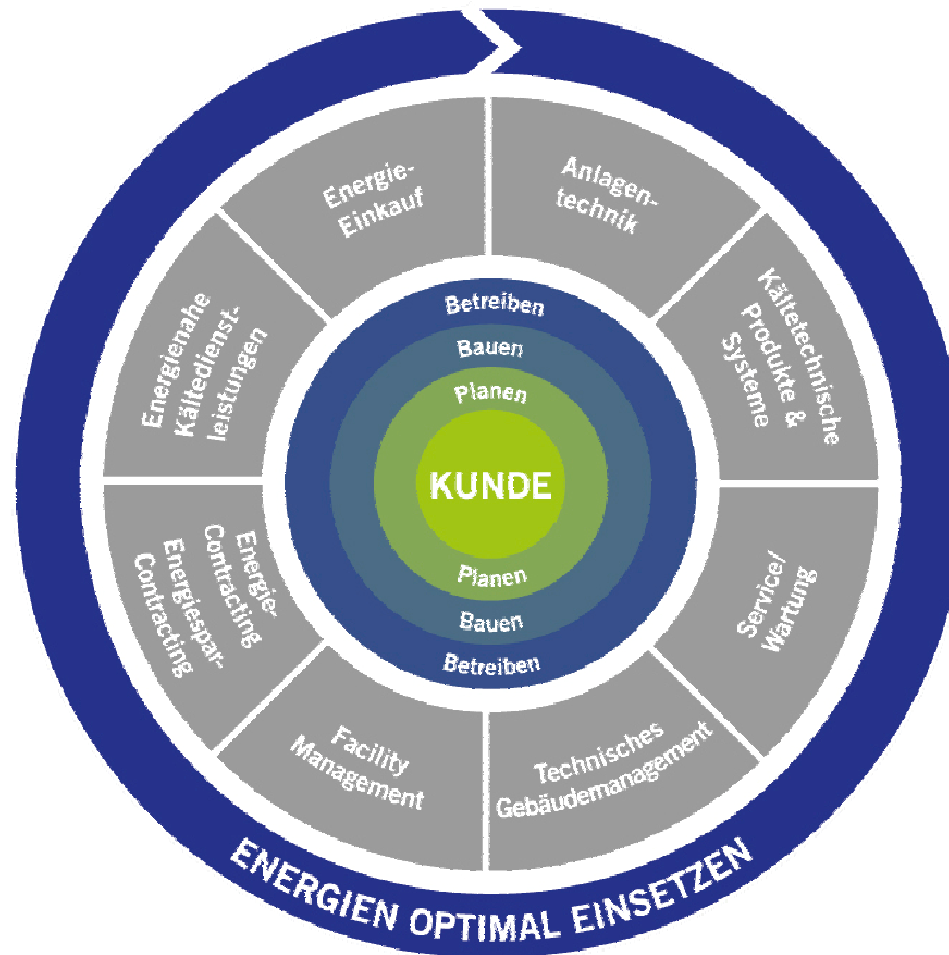 Energie-
Einkauf
Anlagen-
technik
Kältetechnische
Produkte &
Systeme
Service/
Wartung
Technisches
Gebäudemanagement
Facility
Management
Energie-
Contracting
Energiespar-
Contracting
Energienahe
Kältedienst-
leistungen
Betreiben
Bauen
Planen
KUNDE
Planen
Bauen
Betreiben
ENERGIEN OPTIMAL EINSETZEN